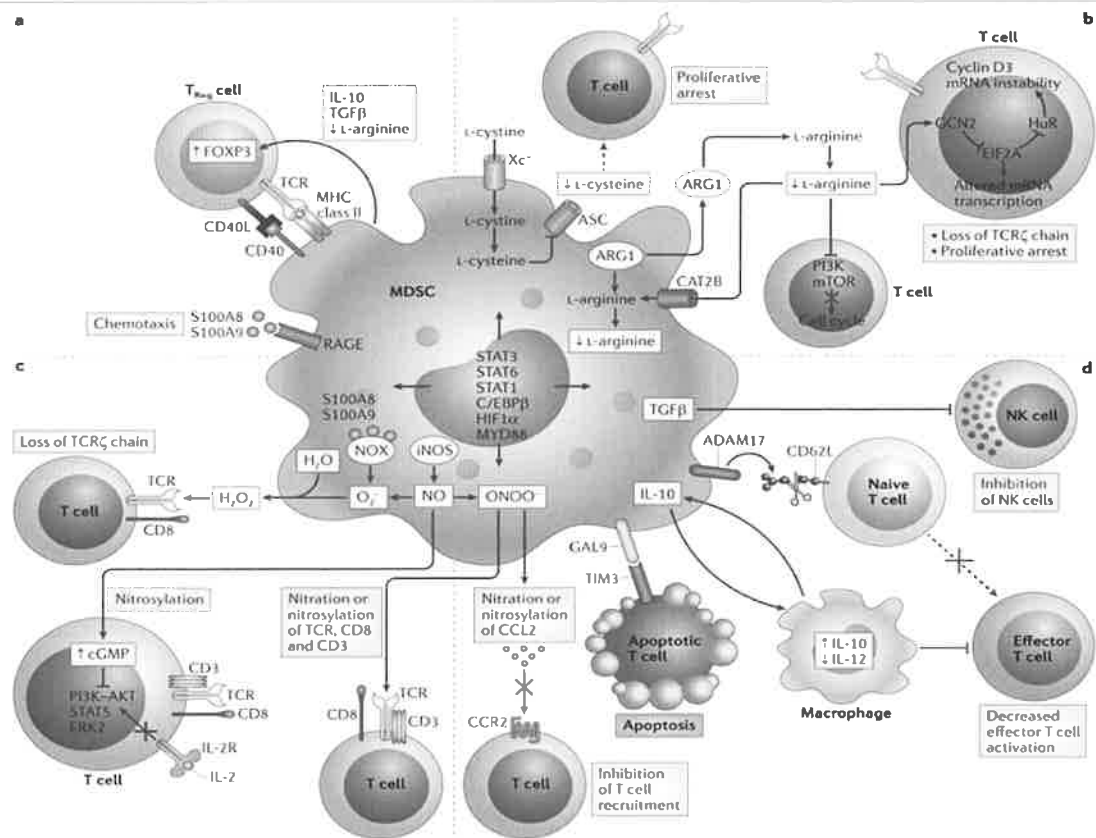 a
T Reg cell
↑ FOXP3
IL-10
TGFβ
↓ L-arginine
TCR
MHC
class II
CD40L
CD40
Chemotaxis
S100A8
S100A9
RAGE
MDSC
b
L-cystine
Xc⁻
L-cystine
L-cysteine
ASC
↓ L-cysteine
T cell
Proliferative
arrest
ARG1
ARG1
L-arginine
↓ L-arginine
CAT2B
L-arginine
↓ L-arginine
T cell
Cyclin D3
mRNA instability
GCN2
HuR
EIF2A
Altered mRNA
transcription
• Loss of TCRζ chain
• Proliferative arrest
PI3K
mTOR
Cell cycle
T cell
STAT3
STAT6
STAT1
C/EBPβ
HIF1α
MYD88
c
S100A8
S100A9
NOX
iNOS
H₂O
O₂⁻
NO
ONOO⁻
H₂O₂
Loss of TCRζ chain
T cell
TCR
CD8
Nitrosylation
↑ cGMP
PI3K–AKT
STAT5
ERK2
CD3
TCR
CD8
IL-2R
IL-2
T cell
Nitration or
nitrosylation
of TCR, CD8
and CD3
CD8
TCR
CD3
T cell
Nitration or
nitrosylation
of CCL2
CCR2
T cell
Inhibition
of T cell
recruitment
d
TGFβ
NK cell
Inhibition
of NK cells
ADAM17
CD62L
Naive
T cell
IL-10
GAL9
TIM3
Apoptotic
T cell
Apoptosis
↑ IL-10
↓ IL-12
Macrophage
Effector
T cell
Decreased
effector T cell
activation